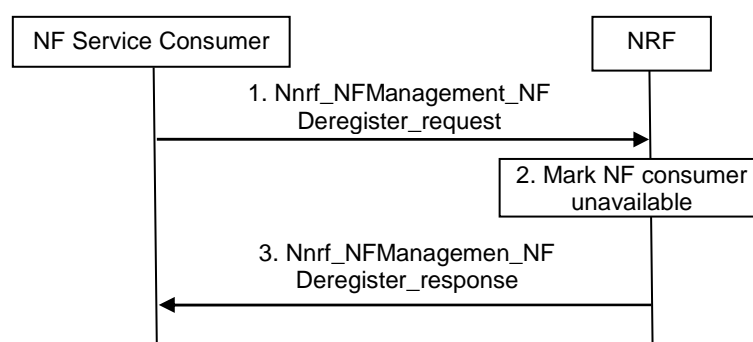 NF Service Consumer
NRF
1. Nnrf_NFManagement_NF
Deregister_request
2. Mark NF consumer
unavailable
3. Nnrf_NFManagemen_NF
Deregister_response